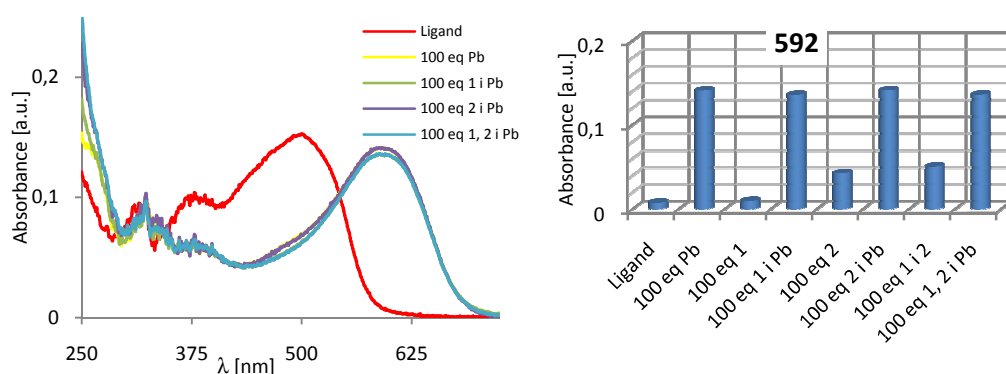 Absorbance [a.u.]
0,2
0,1
0
250
375
500
625
λ [nm]
Ligand
100 eq Pb
100 eq 1 i Pb
100 eq 2 i Pb
100 eq 1, 2 i Pb
592
Absorbance [a.u.]
0,2
0,1
0
Ligand
100 eq Pb
100 eq 1
100 eq 1 i Pb
100 eq 2
100 eq 2 i Pb
100 eq 1 i 2
100 eq 1, 2 i Pb